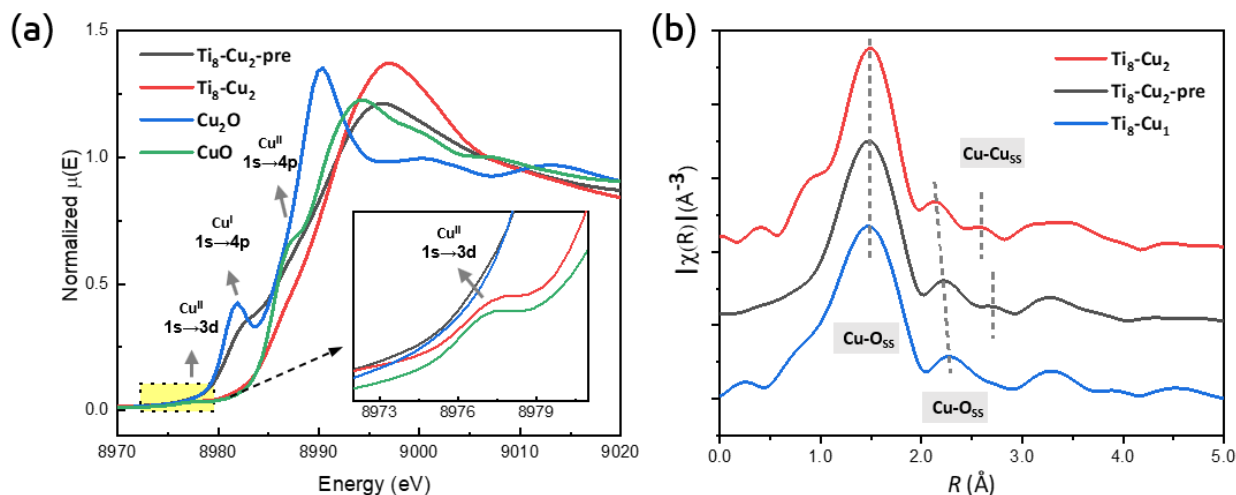 (a)
1.5
1.0
0.5
0.0
Normalized μ(E)
Ti₈-Cu₂-pre
Ti₈-Cu₂
Cu₂O
CuO
Cuᴵᴵ
1s→4p
Cuᴵ
1s→4p
Cuᴵᴵ
1s→3d
Cuᴵᴵ
1s→3d
8973
8976
8979
8970
8980
8990
9000
9010
9020
Energy (eV)
(b)
|χ(R)|(Å⁻³)
Ti₈-Cu₂
Ti₈-Cu₂-pre
Ti₈-Cu₁
Cu-Cuss
Cu-Oss
Cu-Oss
0.0
1.0
2.0
3.0
4.0
5.0
R (Å)